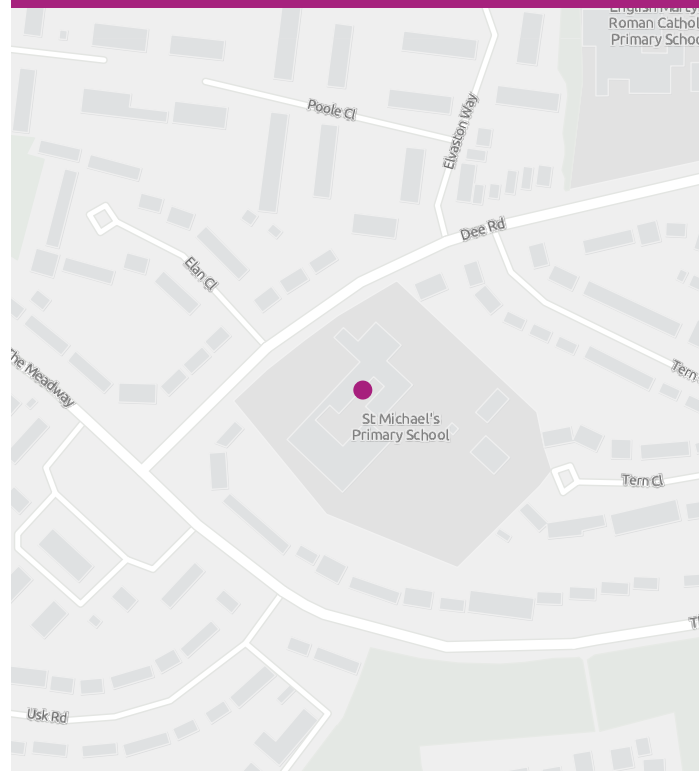 Roman Cathol
Primary Schoo
Poole Cl
Elvaston Way
Dee Rd
Elan Cl
The Meadway
Tern
St Michael's
Primary School
Tern Cl
Usk Rd